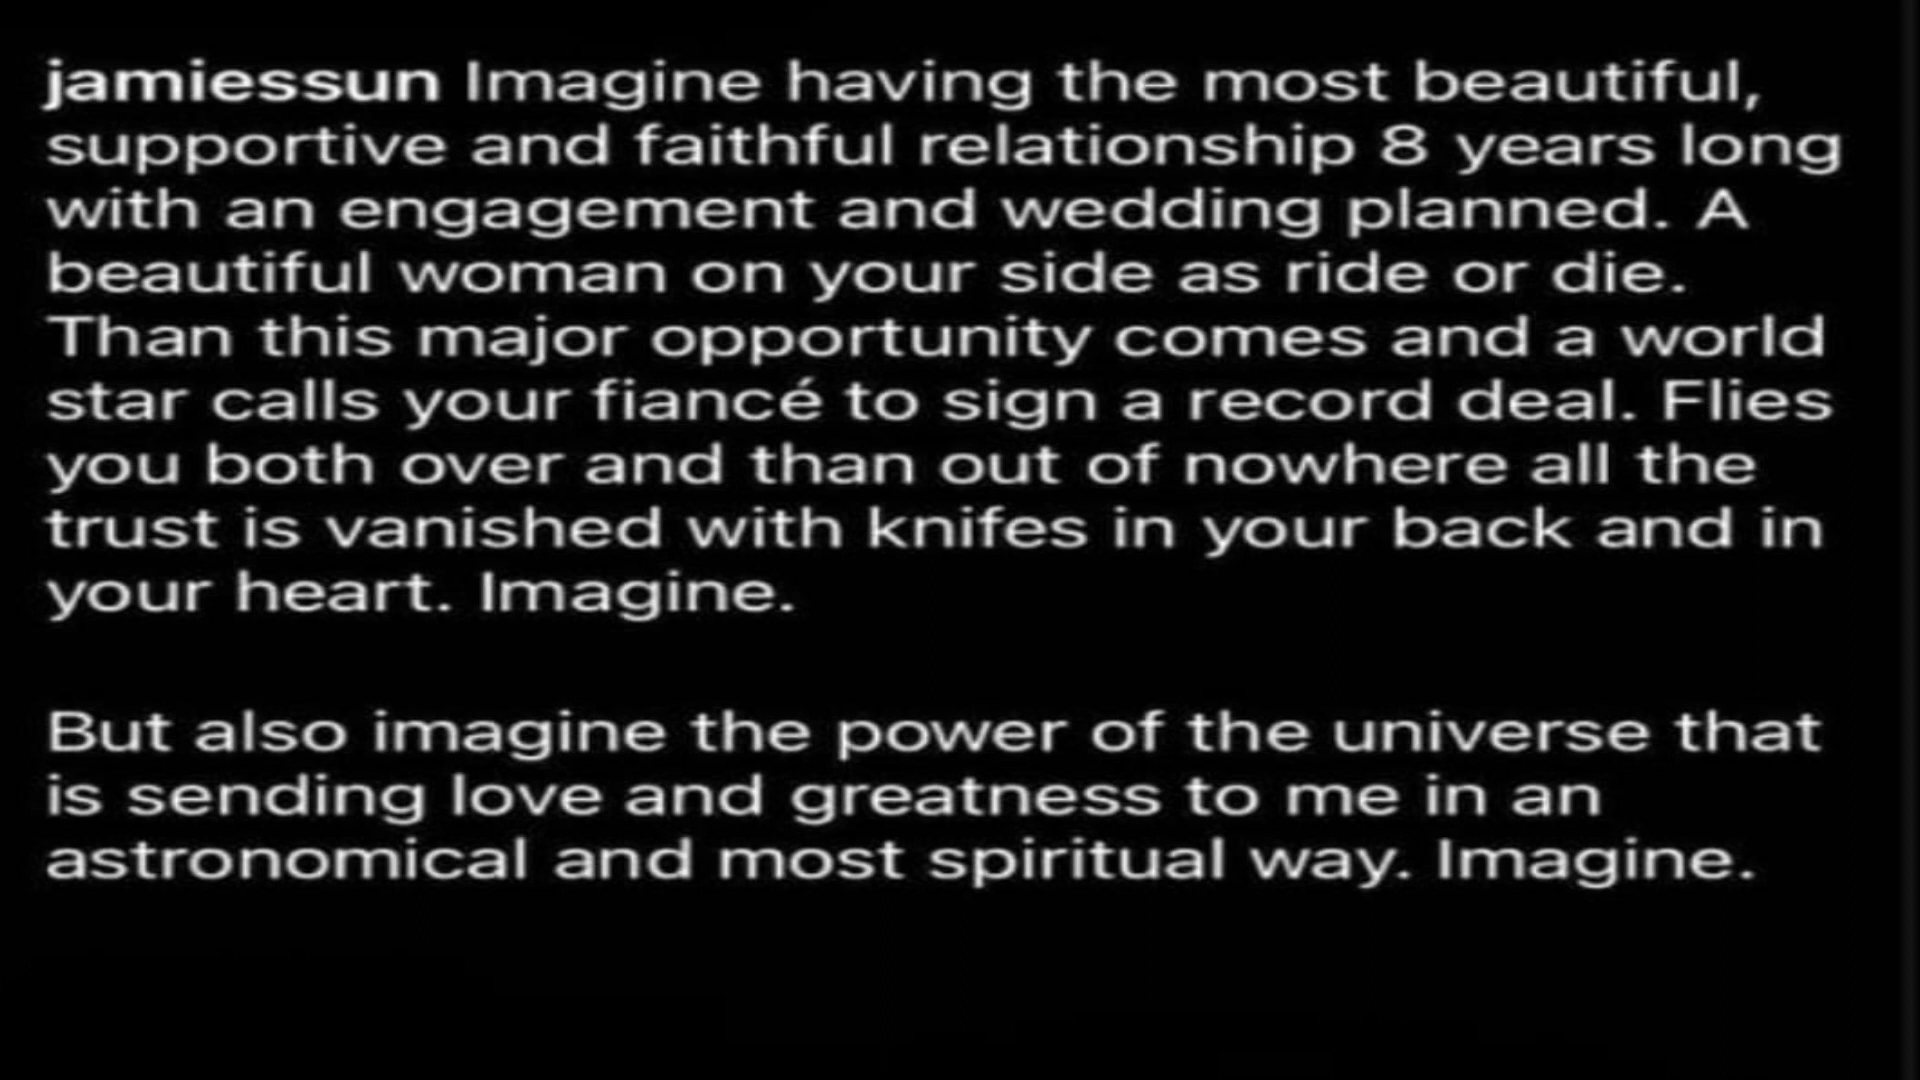 jamiessun Imagine having the most beautiful,
supportive and faithful relationship 8 years long
with an engagement and wedding planned. A
beautiful woman on your side as ride or die.
Than this major opportunity comes and a world
star calls your fiancé to sign a record deal. Flies
you both over and than out of nowhere all the
trust is vanished with knifes in your back and in
your heart. Imagine.
But also imagine the power of the universe that
is sending love and greatness to me in an
astronomical and most spiritual way. Imagine.